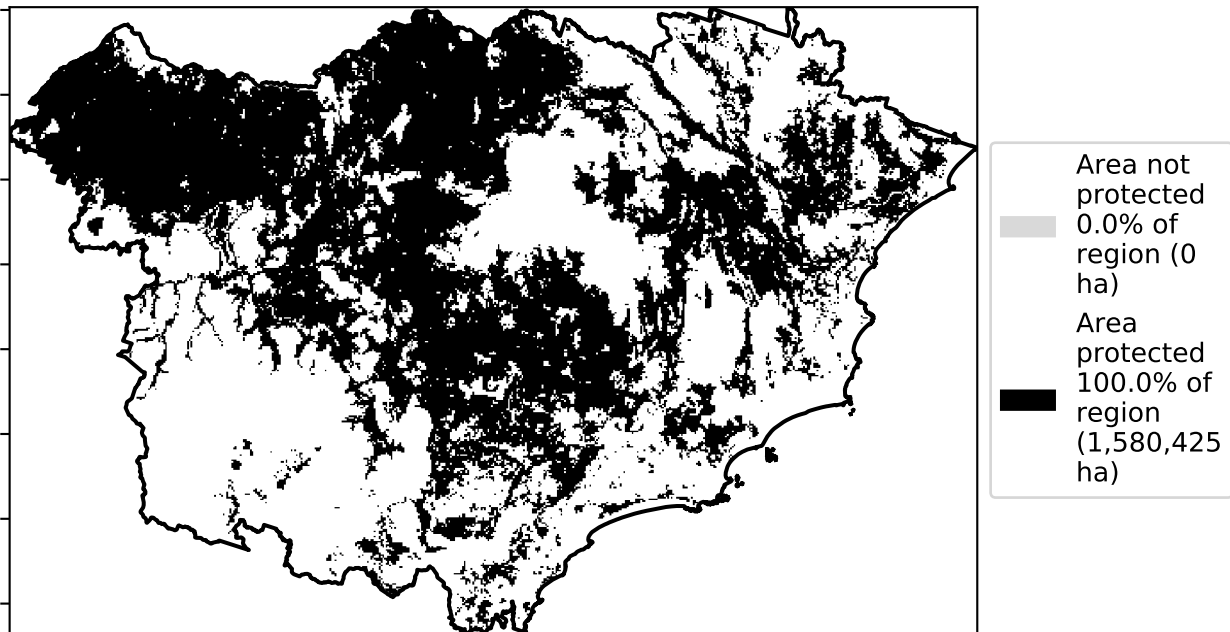 Area not
protected
0.0% of
region (0
ha)
Area
protected
100.0% of
region
(1,580,425
ha)